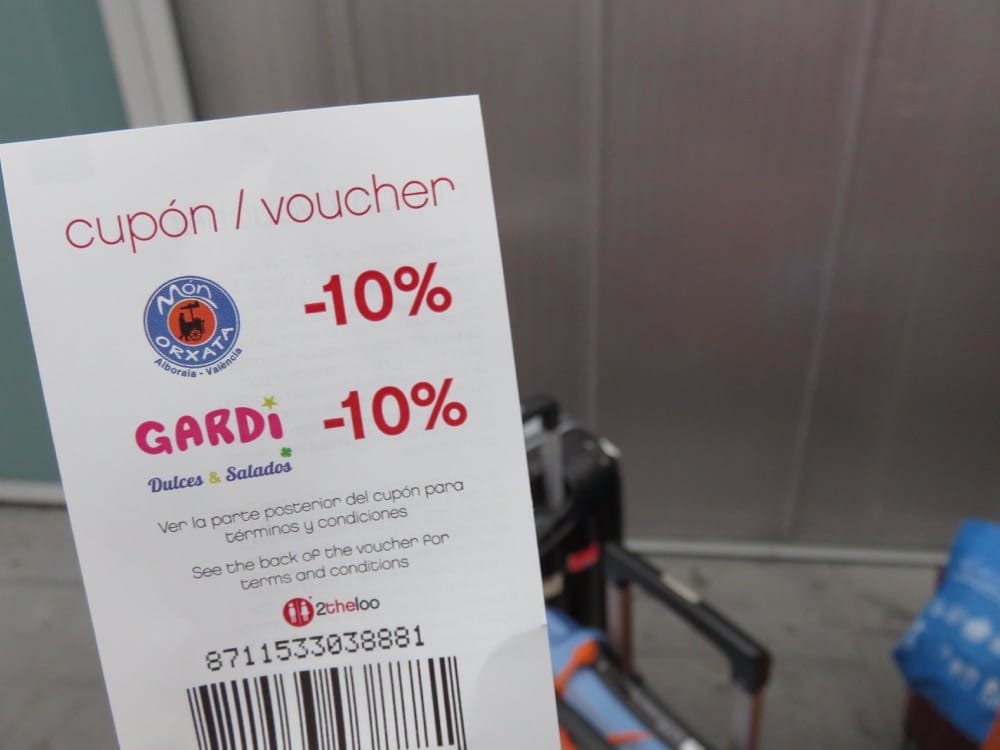 cupón / voucher
Món
ORXATA
Alboraia - València
-10%
GARDi
Dulces & Salados
-10%
Ver la parte posterior del cupón para
términos y condiciones
See the back of the voucher for
terms and conditions
2theloo
8711533038881